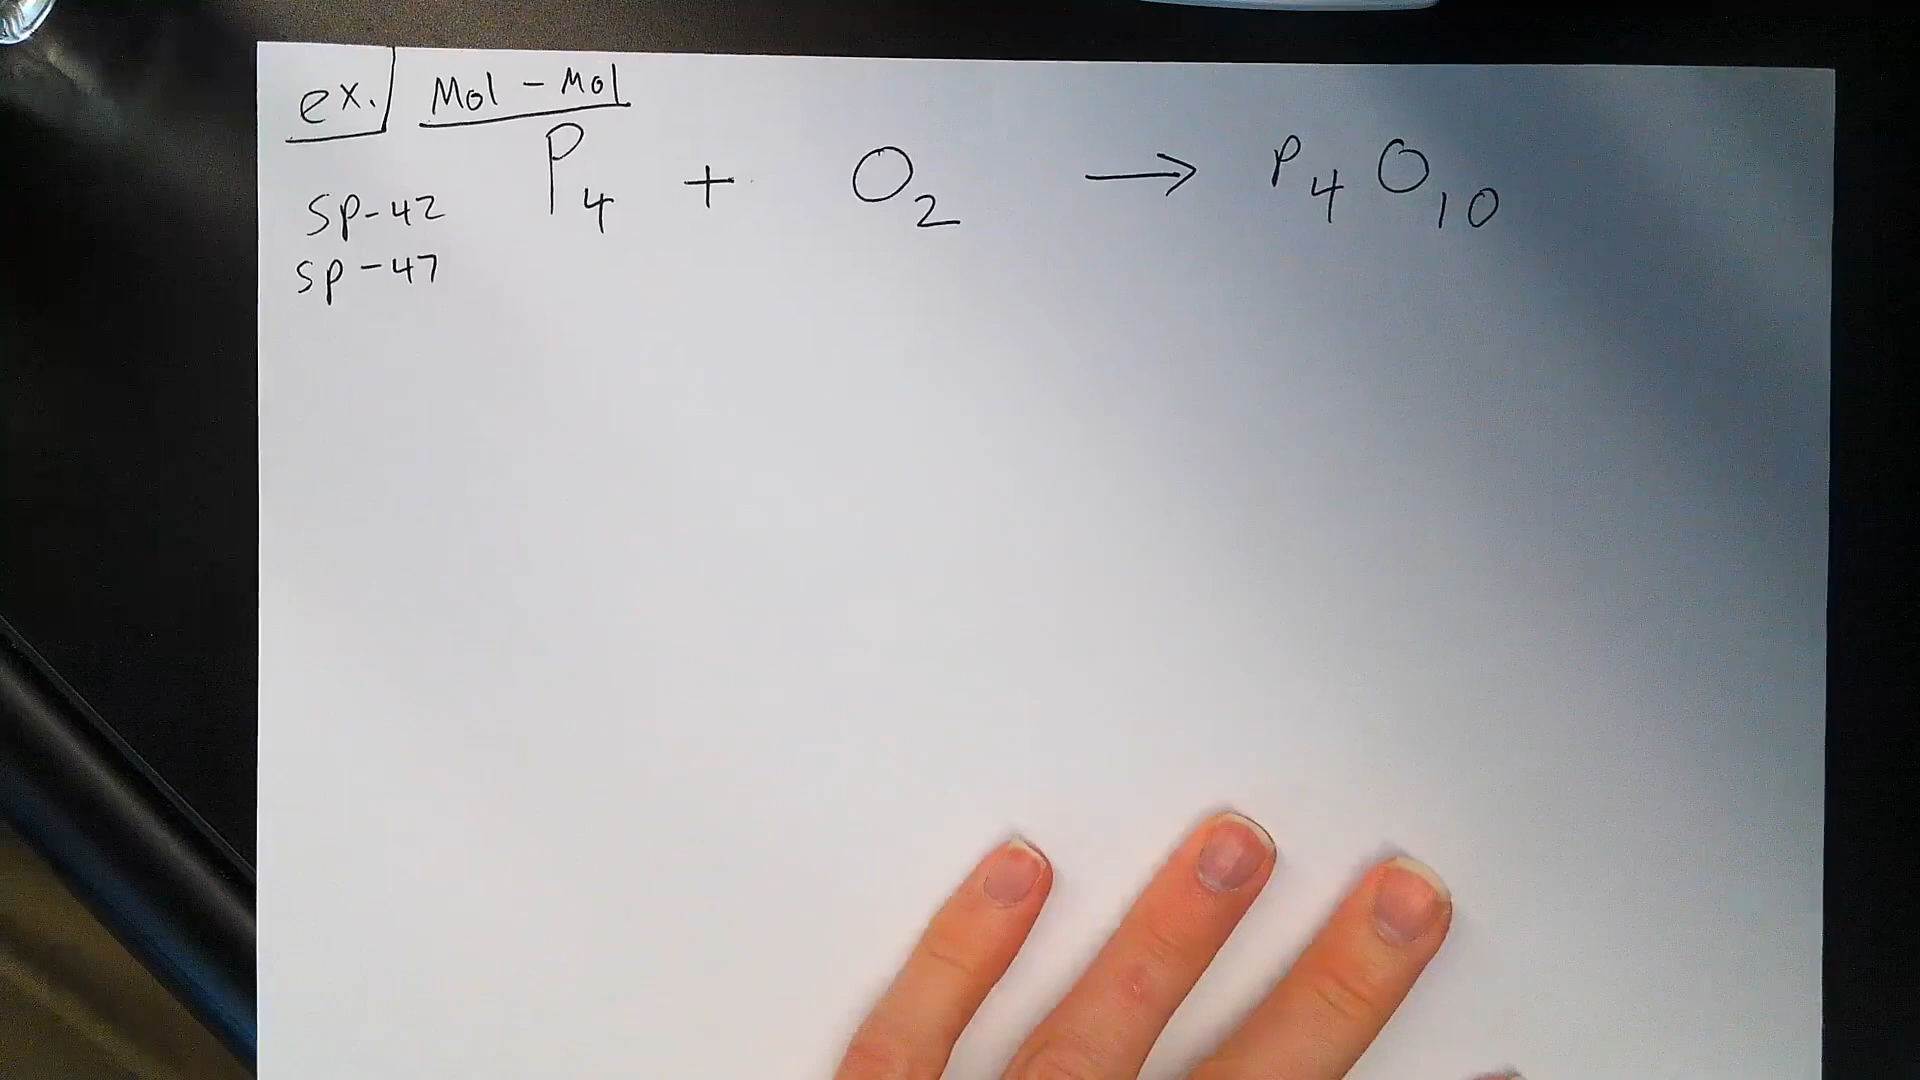 ex. Mol - Mol
P₄ + O₂ → P₄O₁₀
Sp-42
Sp-47